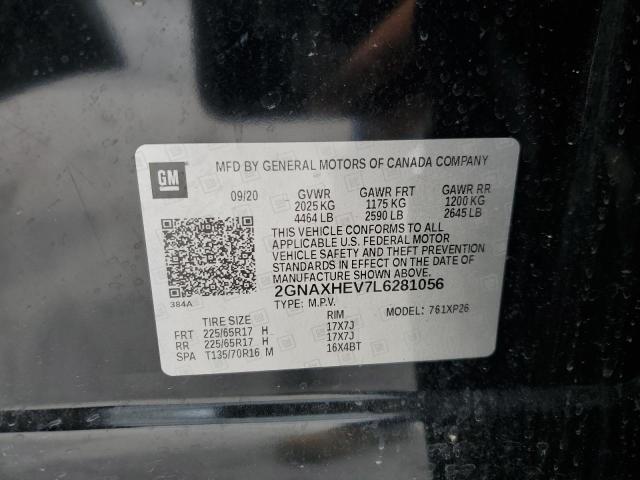 GM
MFD BY GENERAL MOTORS OF CANADA COMPANY
09/20 GVWR GAWR FRT GAWR RR
2025 KG 1175 KG 1200 KG
4464 LB 2590 LB 2645 LB
THIS VEHICLE CONFORMS TO ALL
APPLICABLE U.S. FEDERAL MOTOR
VEHICLE SAFETY AND THEFT PREVENTION
STANDARDS IN EFFECT ON THE DATE OF
MANUFACTURE SHOWN ABOVE.
384A 2GNAXHEV7L6281056
TYPE: M.P.V. MODEL: 761XP26
TIRE SIZE RIM
FRT 225/65R17 H 17X7J
RR 225/65R17 H 17X7J
SPA T135/70R16 M 16X4BT